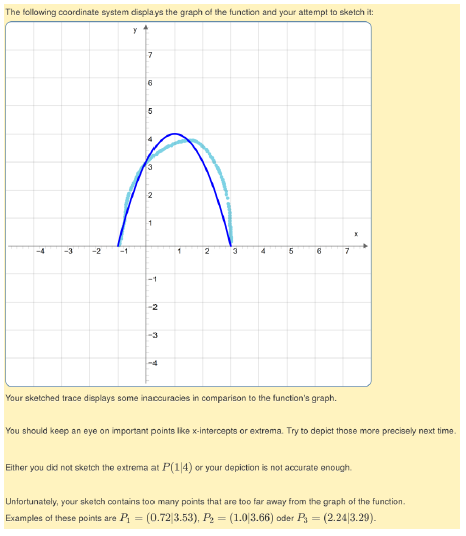 The following coordinate system displays the graph of the function and your attempt to sketch it:
y
7
6
5
4
3
2
1
x
-4 -3 -2 -1 1 2 3 4 5 6 7
-1
-2
-3
-4
Your sketched trace displays some inaccuracies in comparison to the function's graph.
You should keep an eye on important points like x-intercepts or extrema. Try to depict those more precisely next time.
Either you did not sketch the extrema at P(1|4) or your depiction is not accurate enough.
Unfortunately, your sketch contains too many points that are too far away from the graph of the function.
Examples of these points are P₁ = (0.72|3.53), P₂ = (1.0|3.66) oder P₃ = (2.24|3.29).